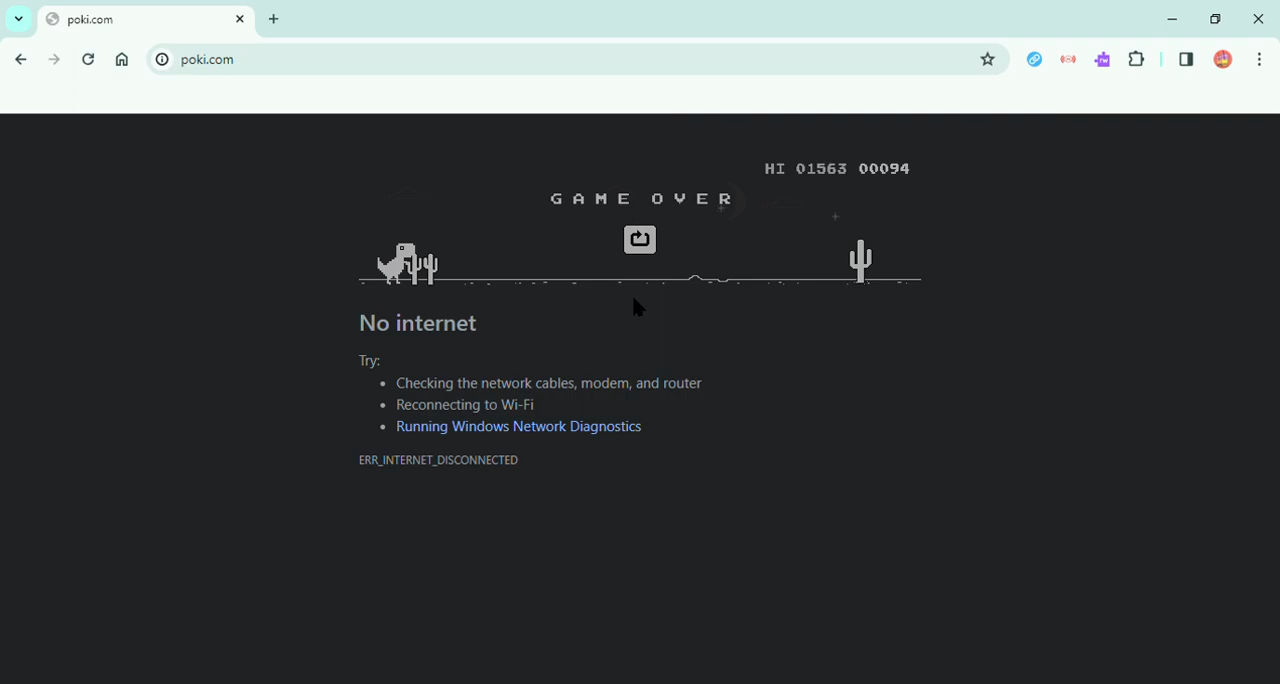 poki.com
poki.com
HI 01563 00094
GAME OVER
No internet
Try:
Checking the network cables, modem, and router
Reconnecting to Wi-Fi
Running Windows Network Diagnostics
ERR_INTERNET_DISCONNECTED